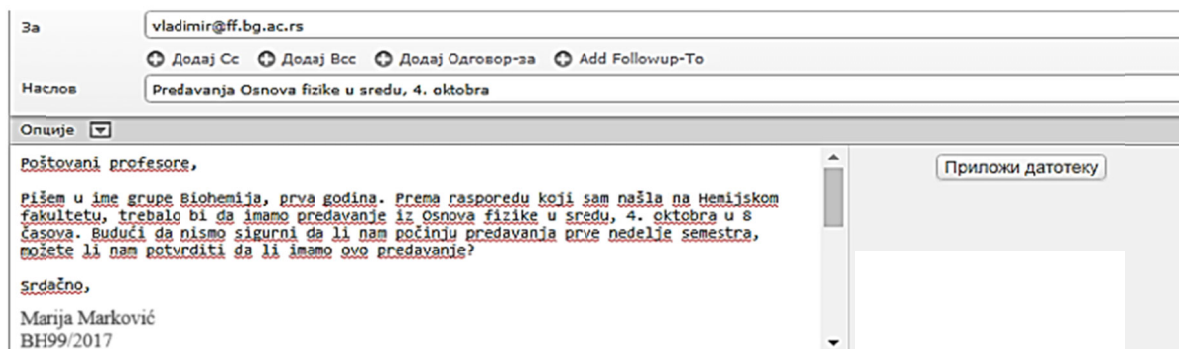 За vladimir@ff.bg.ac.rs
Додај Cc Додај Bcc Додај Одговор-за Add Followup-To
Наслов Predavanja Osnova fizike u sredu, 4. oktobra
Опције
Poštovani profesore,
Pišem u ime grupe Biohemija, prva godina. Prema rasporedu koji sam našla na Hemijskom
fakultetu, trebalo bi da imamo predavanje iz Osnova fizike u sredu, 4. oktobra u 8
časova. Budući da nismo sigurni da li nam počinju predavanja prve nedelje semestra,
možete li nam potvrditi da li imamo ovo predavanje?
Srdačno,
Marija Marković
BH99/2017
Приложи датотеку